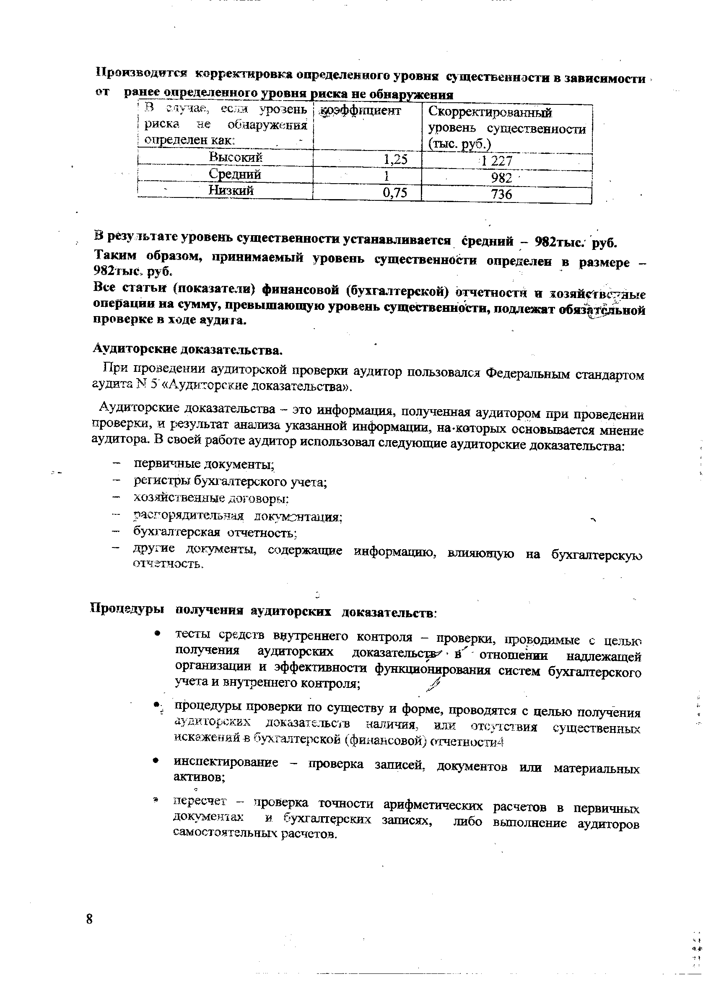 Производится корректировка определенного уровня существенности в зависимости
от ранее определенного уровня риска не обнаружения
В случае, если уровень риска не обнаружения определен как: коэффициент Скорректированный уровень существенности (тыс. руб.)
Высокий 1,25 1 227
Средний 1 982
Низкий 0,75 736
В результате уровень существенности устанавливается средний – 982тыс. руб.
Таким образом, принимаемый уровень существенности определен в размере –
982тыс. руб.
Все статьи (показатели) финансовой (бухгалтерской) отчетности и хозяйственные
операции на сумму, превышающую уровень существенности, подлежат обязательной
проверке в ходе аудита.
Аудиторские доказательства.
При проведении аудиторской проверки аудитор пользовался Федеральным стандартом
аудита N 5 «Аудиторские доказательства».
Аудиторские доказательства – это информация, полученная аудитором при проведении
проверки, и результат анализа указанной информации, на которых основывается мнение
аудитора. В своей работе аудитор использовал следующие аудиторские доказательства:
– первичные документы;
– регистры бухгалтерского учета;
– хозяйственные договоры;
– распорядительная документация;
– бухгалтерская отчетность;
– другие документы, содержащие информацию, влияющую на бухгалтерскую
отчетность.
Процедуры получения аудиторских доказательств:
• тесты средств внутреннего контроля – проверки, проводимые с целью
получения аудиторских доказательств в отношении надлежащей
организации и эффективности функционирования систем бухгалтерского
учета и внутреннего контроля;
• процедуры проверки по существу и форме, проводятся с целью получения
аудиторских доказательств наличия, или отсутствия существенных
искажений в бухгалтерской (финансовой) отчетности4
• инспектирование – проверка записей, документов или материальных
активов;
• пересчет – проверка точности арифметических расчетов в первичных
документах и бухгалтерских записях, либо выполнение аудиторов
самостоятельных расчетов.
8